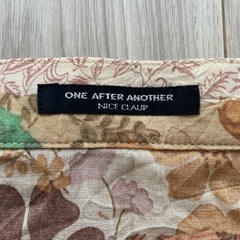 ONE AFTER ANOTHER
NICE CLAUP